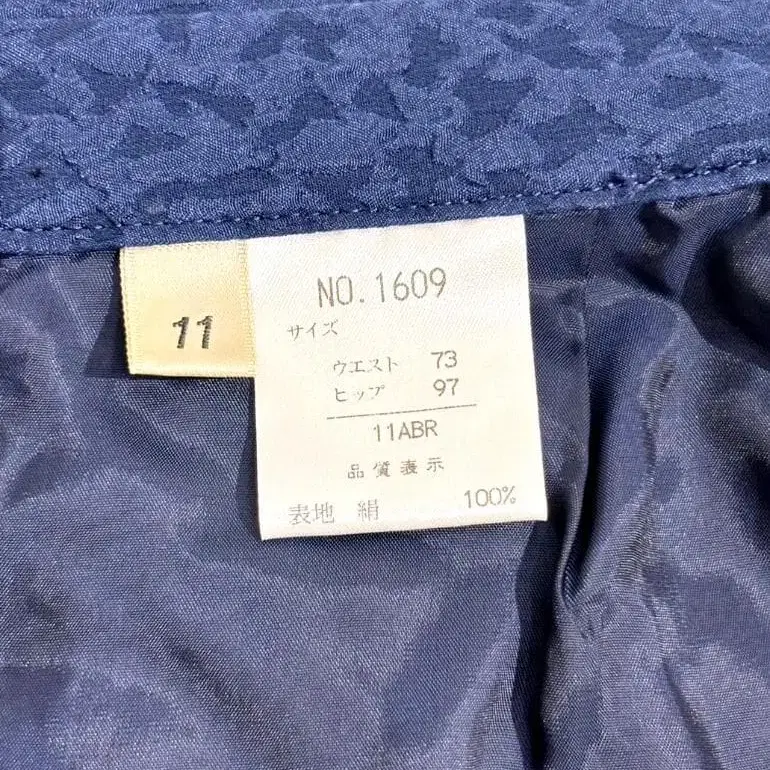 11
NO.1609
サイズ
ウエスト 73
ヒップ 97
11ABR
品質表示
表地 絹 100%